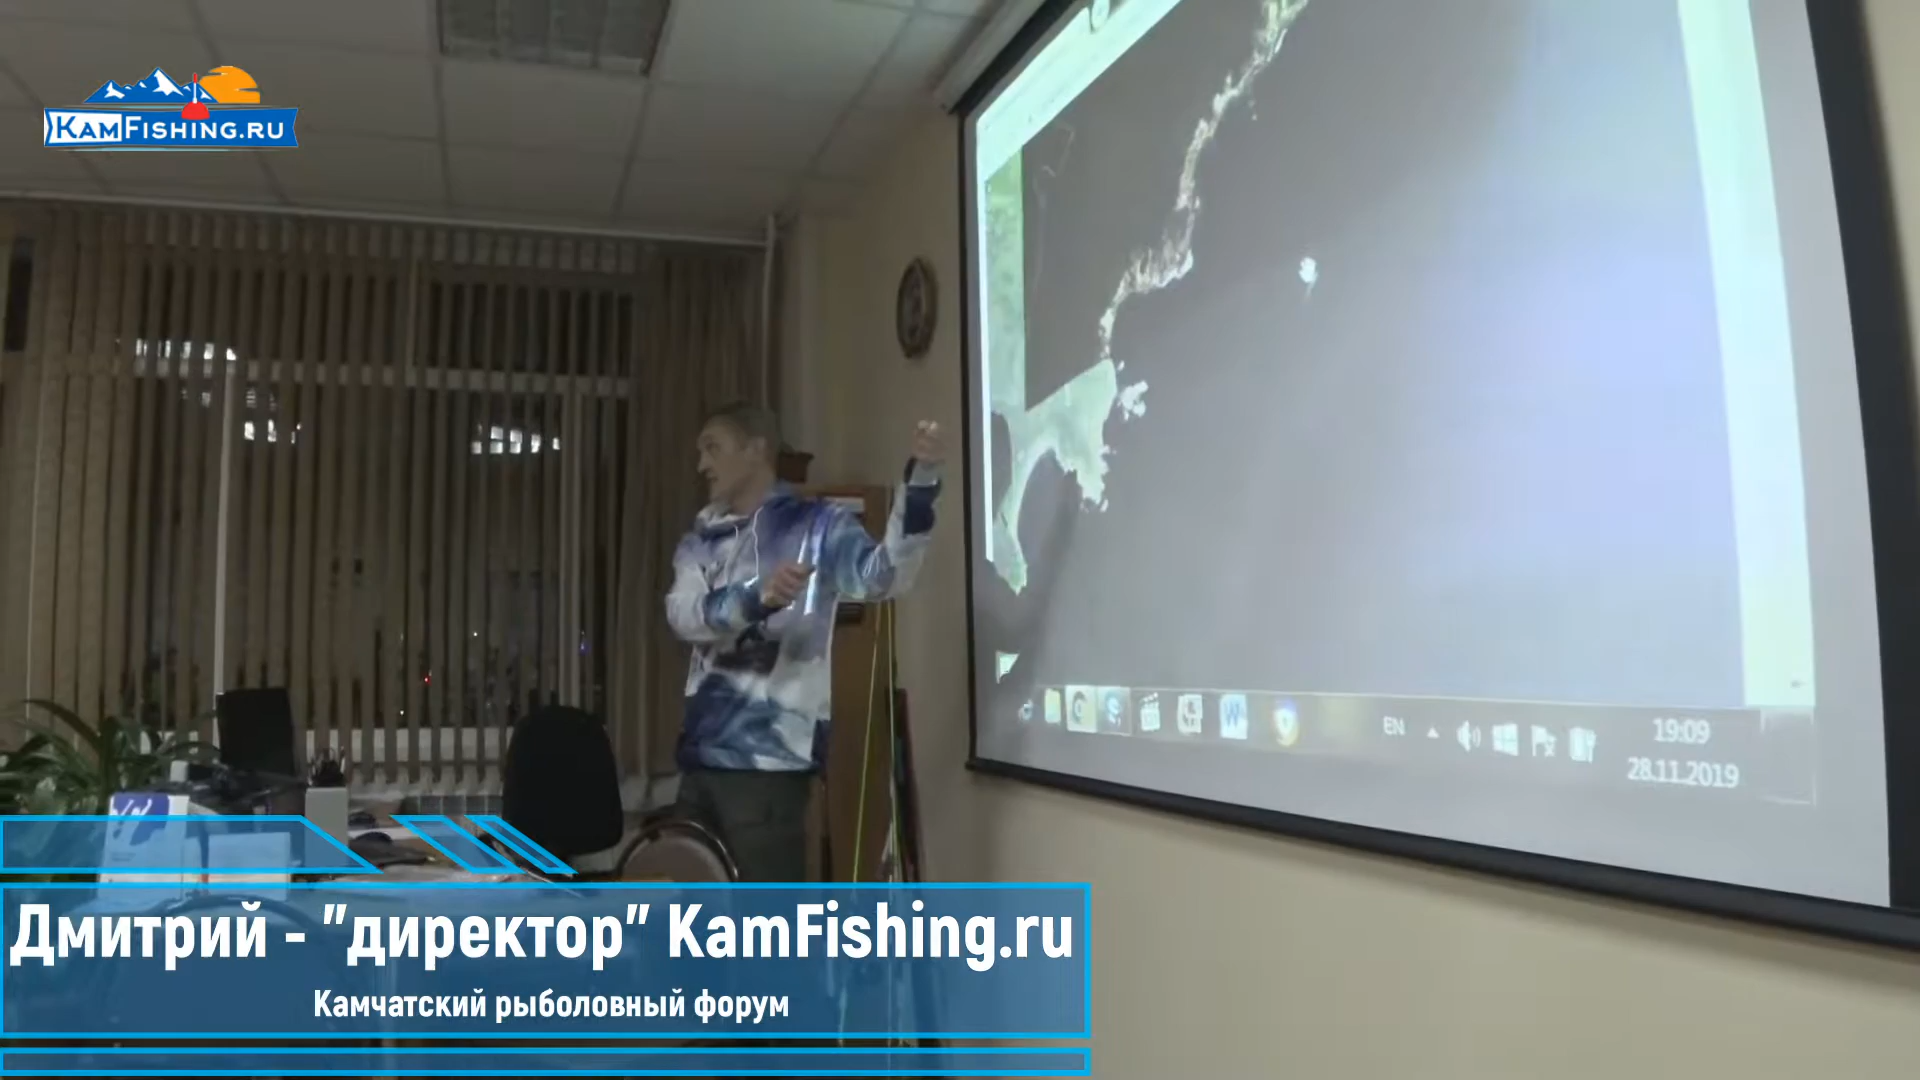 KAMFISHING.RU
EN
19:09
28.11.2019
Дмитрий - "директор" KamFishing.ru
Камчатский рыболовный форум